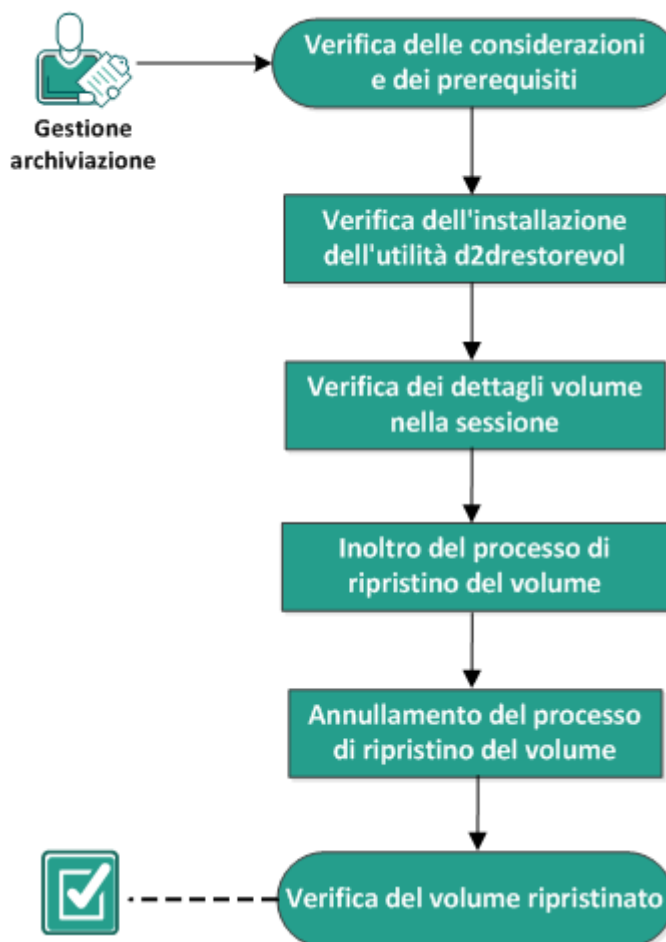 Gestione
archiviazione
Verifica delle considerazioni
e dei prerequisiti
Verifica dell'installazione
dell'utilità d2drestorevol
Verifica dei dettagli volume
nella sessione
Inoltro del processo di
ripristino del volume
Annullamento del processo
di ripristino del volume
Verifica del volume ripristinato